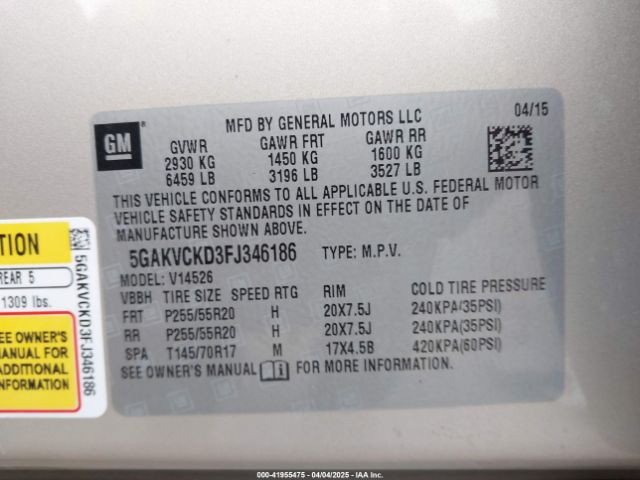 GM
MFD BY GENERAL MOTORS LLC
04/15
GVWR GAWR FRT GAWR RR
2930 KG 1450 KG 1600 KG
6459 LB 3196 LB 3527 LB
THIS VEHICLE CONFORMS TO ALL APPLICABLE U.S. FEDERAL MOTOR
VEHICLE SAFETY STANDARDS IN EFFECT ON THE DATE OF
MANUFACTURE SHOWN ABOVE.
5GAKVCKD3FJ346186 TYPE: M.P.V.
MODEL: V14526
VBBH TIRE SIZE SPEED RTG RIM COLD TIRE PRESSURE
FRT P255/55R20 H 20X7.5J 240KPA(35PSI)
RR P255/55R20 H 20X7.5J 240KPA(35PSI)
SPA T145/70R17 M 17X4.5B 420KPA(60PSI)
SEE OWNER'S MANUAL FOR MORE INFORMATION
TION
REAR 5
1309 lbs.
SEE OWNER'S
MANUAL FOR
ADDITIONAL
INFORMATION
5GAKVCKD3FJ346186
000-41955475 - 04/04/2025 - IAA Inc.